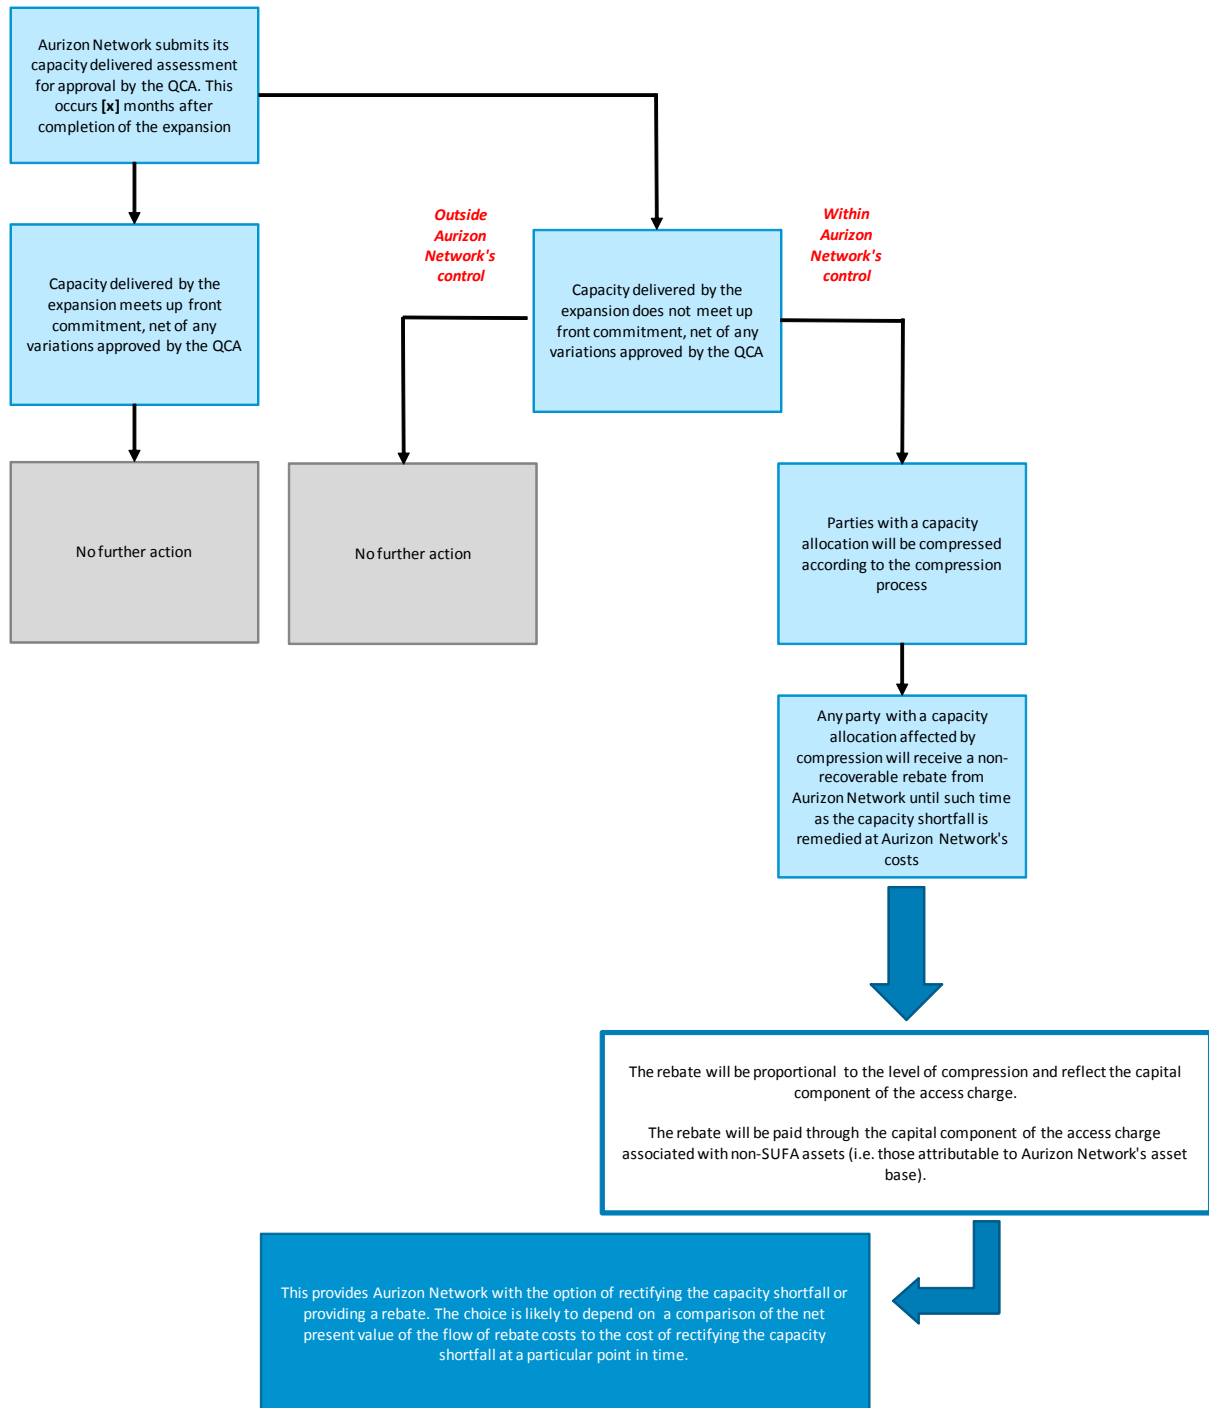 Aurizon Network submits its
capacity delivered assessment
for approval by the QCA. This
occurs [x] months after
completion of the expansion
Outside
Aurizon
Network's
control
Within
Aurizon
Network's
control
Capacity delivered by the
expansion meets up front
commitment, net of any
variations approved by the QCA
Capacity delivered by the
expansion does not meet up
front commitment, net of any
variations approved by the QCA
No further action
No further action
Parties with a capacity
allocation will be compressed
according to the compression
process
Any party with a capacity
allocation affected by
compression will receive a non-
recoverable rebate from
Aurizon Network until such time
as the capacity shortfall is
remedied at Aurizon Network's
costs
The rebate will be proportional to the level of compression and reflect the capital
component of the access charge.
The rebate will be paid through the capital component of the access charge
associated with non-SUFA assets (i.e. those attributable to Aurizon Network's asset
base).
This provides Aurizon Network with the option of rectifying the capacity shortfall or
providing a rebate. The choice is likely to depend on a comparison of the net
present value of the flow of rebate costs to the cost of rectifying the capacity
shortfall at a particular point in time.